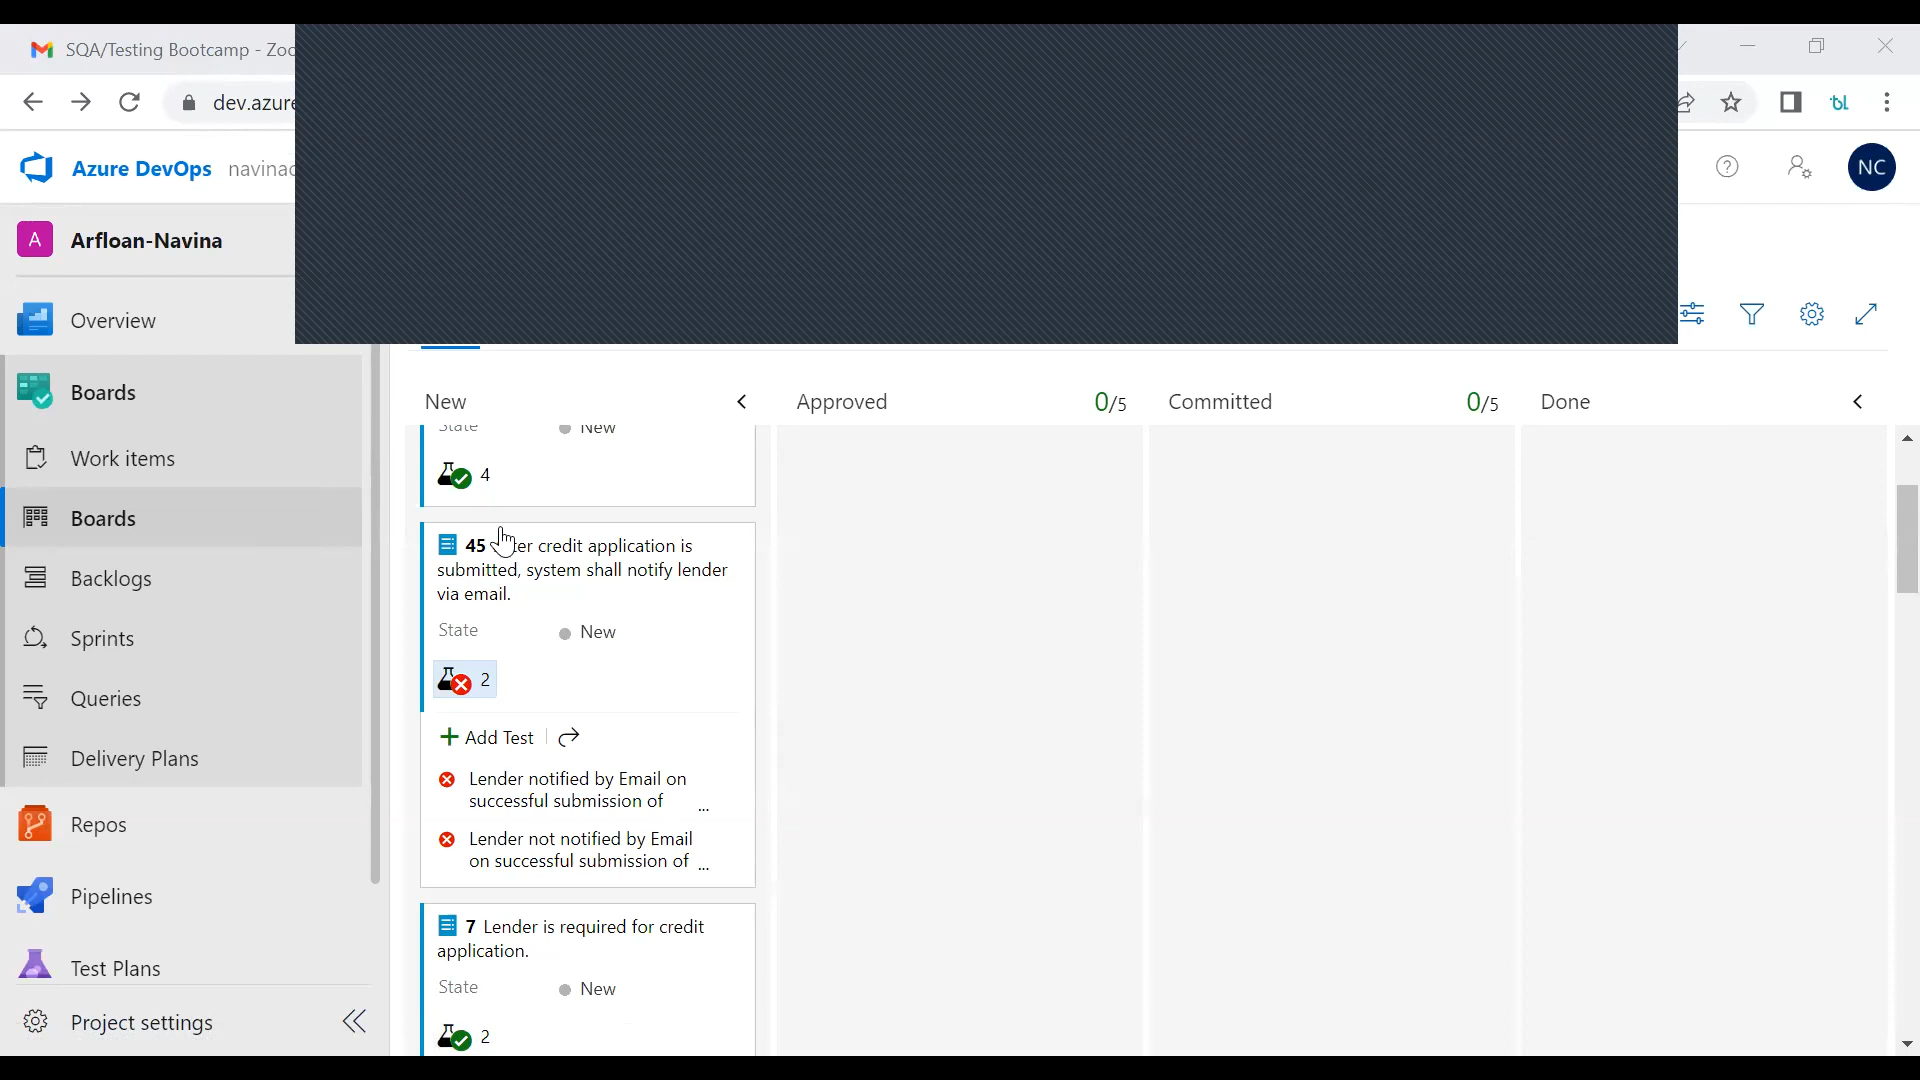 SQA/Testing Bootcamp - Zoo
dev.azure
Azure DevOps navinac
NC
A Arfloan-Navina
Overview
Boards
Work items
Boards
Backlogs
Sprints
Queries
Delivery Plans
Repos
Pipelines
Test Plans
Project settings
New
Approved 0/5
Committed 0/5
Done
State New
4
45 ter credit application is
submitted, system shall notify lender
via email.
State New
2
Add Test
Lender notified by Email on
successful submission of ...
Lender not notified by Email
on successful submission of ...
7 Lender is required for credit
application.
State New
2